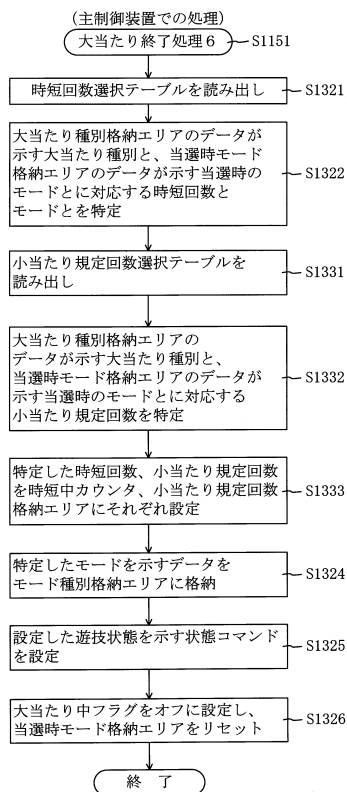 (主制御装置での処理)
大当たり終了処理６
S1151
時短回数選択テーブルを読み出し
S1321
大当たり種別格納エリアのデータが
示す大当たり種別と、当選時モード
格納エリアのデータが示す当選時の
モードとに対応する時短回数と
モードとを特定
S1322
小当たり規定回数選択テーブルを
読み出し
S1331
大当たり種別格納エリアの
データが示す大当たり種別と、
当選時モード格納エリアのデータが
示す当選時のモードとに対応する
小当たり規定回数を特定
S1332
特定した時短回数、小当たり規定回数
を時短中カウンタ、小当たり規定回数
格納エリアにそれぞれ設定
S1333
特定したモードを示すデータを
モード種別格納エリアに格納
S1324
設定した遊技状態を示す状態コマンド
を設定
S1325
大当たり中フラグをオフに設定し、
当選時モード格納エリアをリセット
S1326
終 了